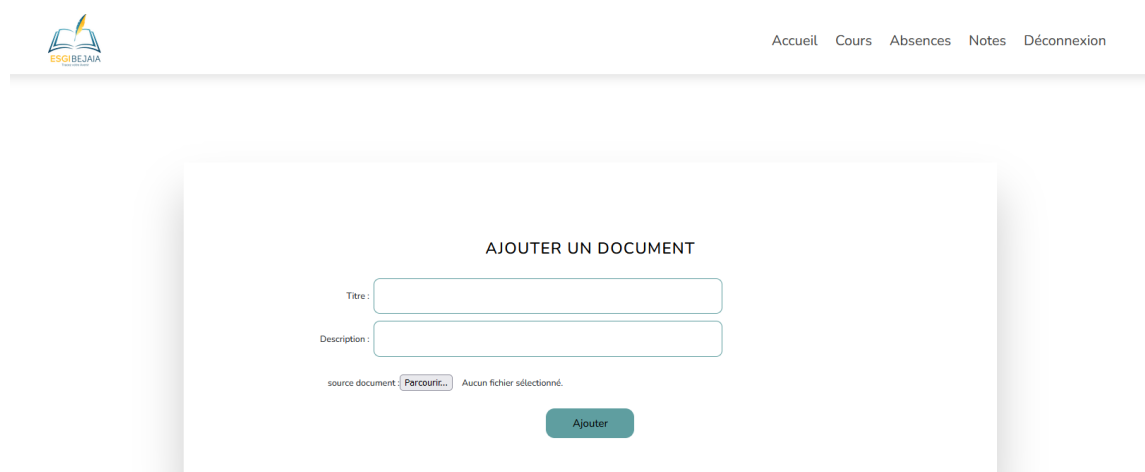 ESGI BEJAIA
Accueil Cours Absences Notes Déconnexion
AJOUTER UN DOCUMENT
Titre :
Description :
source document : Parcourir... Aucun fichier sélectionné.
Ajouter